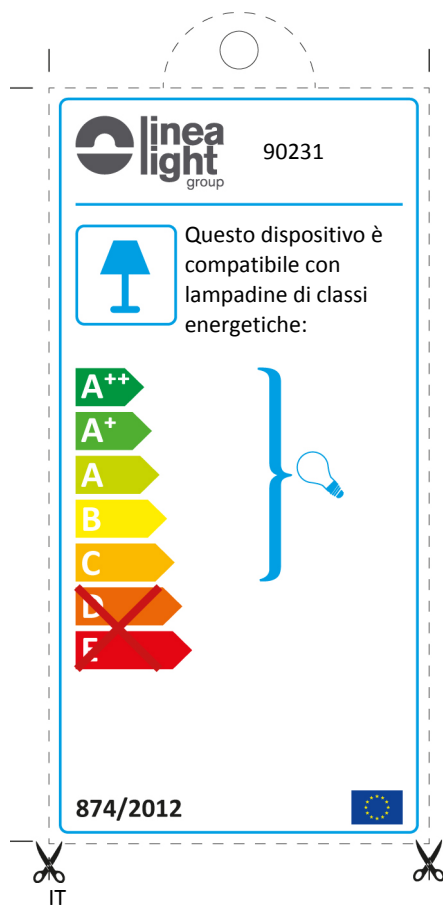 linea
light
group
90231
Questo dispositivo è
compatibile con
lampadine di classi
energetiche:
A++
A+
A
B
C
D
E
874/2012
IT